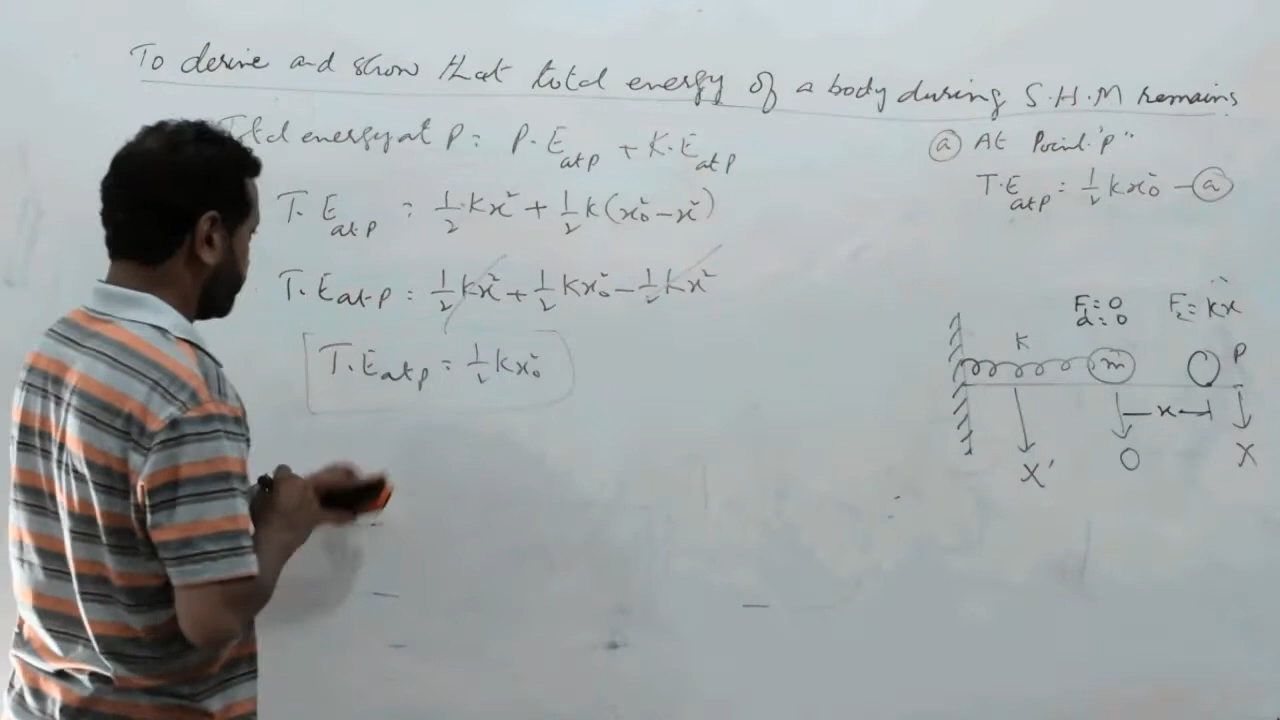 To derive and show that total energy of a body during S.H.M remains
Total energy at P = P.E at P + K.E at P
T.E at P = 1/2 kx² + 1/2 k(x₀² - x²)
T.E at P = 1/2 kx² + 1/2 kx₀² - 1/2 kx²
T.E at P = 1/2 kx₀²
(a) At Point "P"
T.E at P = 1/2 kx₀² - (a)
F=0
a=0
K
m
P
x
X'
O
X